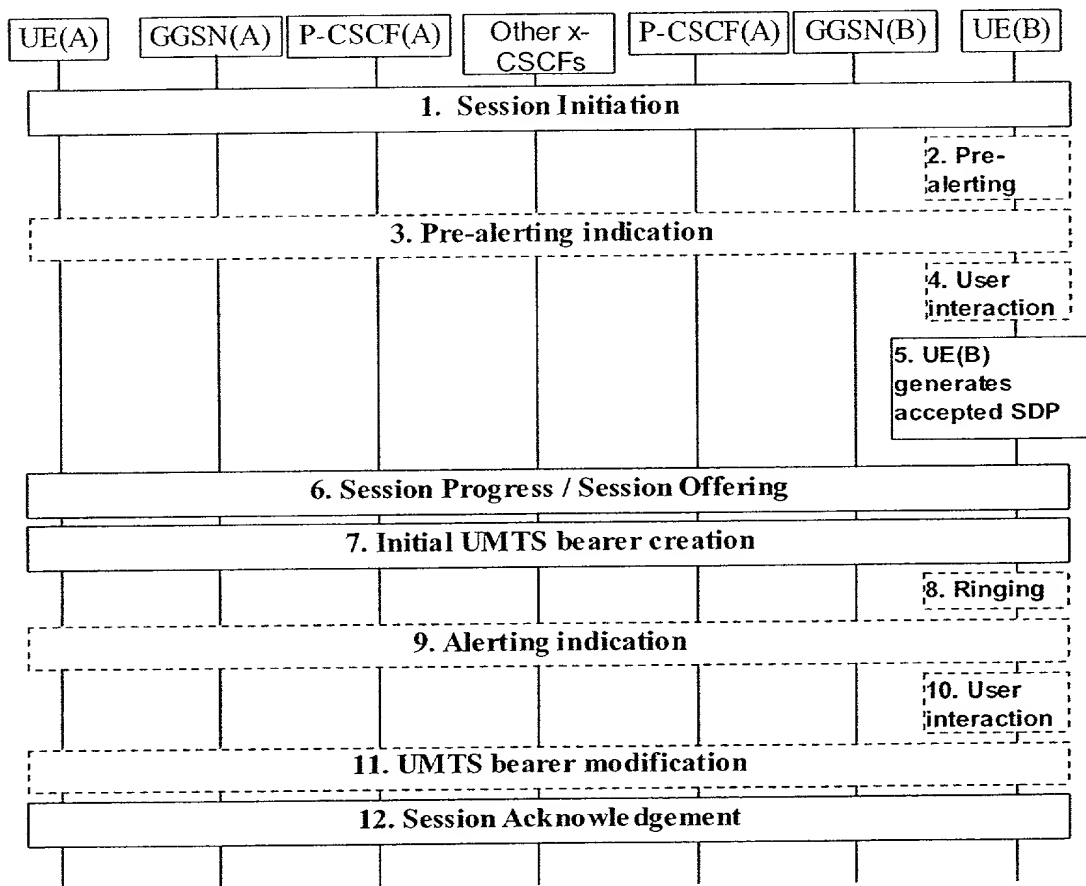 UE(A) GGSN(A) P-CSCF(A) Other x- P-CSCF(A) GGSN(B) UE(B)
CSCFs
1. Session Initiation
2. Pre-
alerting
3. Pre-alerting indication
4. User
interaction
5. UE(B)
generates
accepted SDP
6. Session Progress / Session Offering
7. Initial UMTS bearer creation
8. Ringing
9. Alerting indication
10. User
interaction
11. UMTS bearer modification
12. Session Acknowledgement